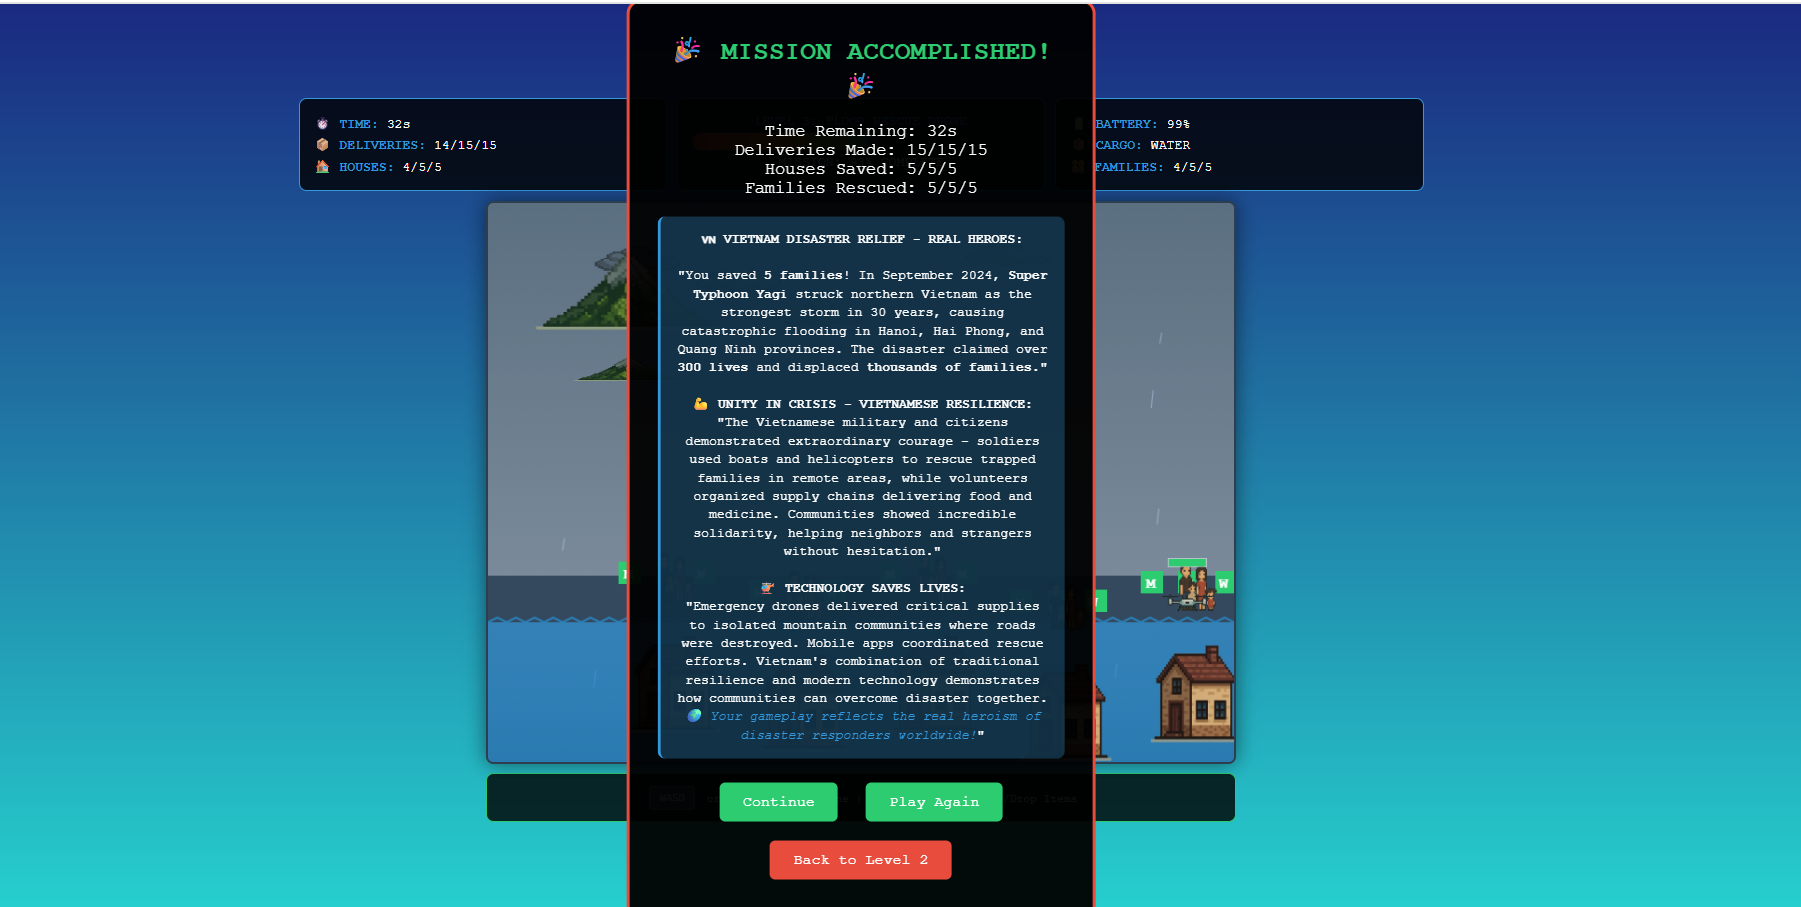 MISSION ACCOMPLISHED!
TIME: 32s
DELIVERIES: 14/15/15
HOUSES: 4/5/5
BATTERY: 99%
CARGO: WATER
FAMILIES: 4/5/5
Time Remaining: 32s
Deliveries Made: 15/15/15
Houses Saved: 5/5/5
Families Rescued: 5/5/5
VN VIETNAM DISASTER RELIEF - REAL HEROES:
"You saved 5 families! In September 2024, Super
Typhoon Yagi struck northern Vietnam as the
strongest storm in 30 years, causing
catastrophic flooding in Hanoi, Hai Phong, and
Quang Ninh provinces. The disaster claimed over
300 lives and displaced thousands of families."
UNITY IN CRISIS - VIETNAMESE RESILIENCE:
"The Vietnamese military and citizens
demonstrated extraordinary courage - soldiers
used boats and helicopters to rescue trapped
families in remote areas, while volunteers
organized supply chains delivering food and
medicine. Communities showed incredible
solidarity, helping neighbors and strangers
without hesitation."
TECHNOLOGY SAVES LIVES:
"Emergency drones delivered critical supplies
to isolated mountain communities where roads
were destroyed. Mobile apps coordinated rescue
efforts. Vietnam's combination of traditional
resilience and modern technology demonstrates
how communities can overcome disaster together.
Your gameplay reflects the real heroism of
disaster responders worldwide!"
M W
WASD
Drop Items
Continue Play Again
Back to Level 2